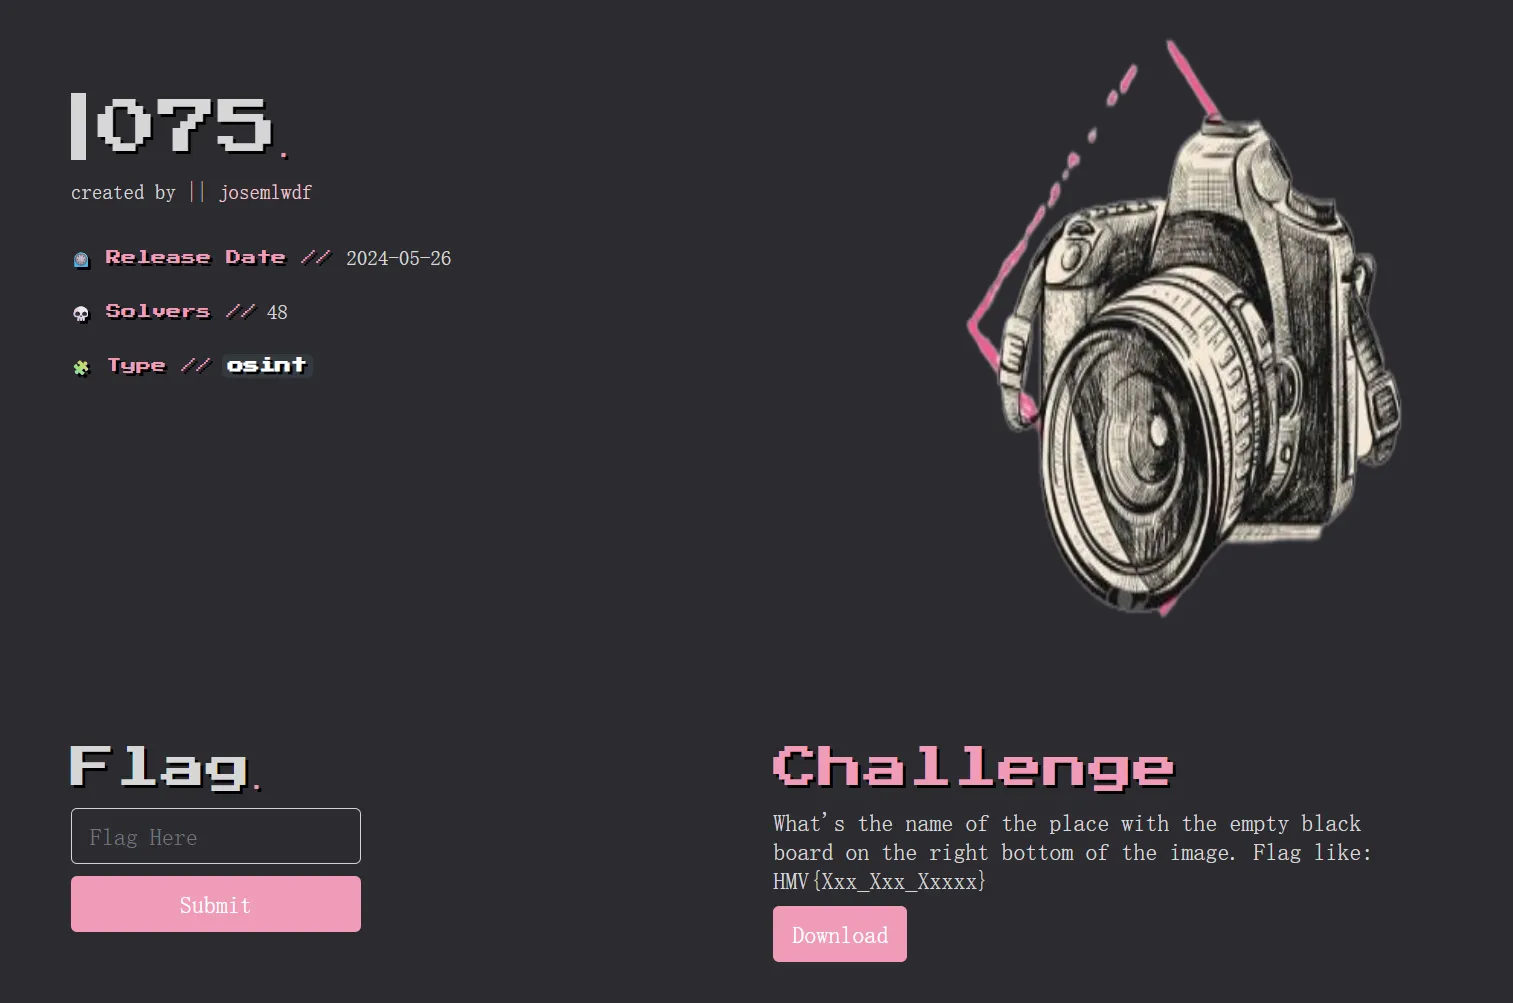 |075.
created by || josemlwdf
Release Date // 2024-05-26
Solvers // 48
Type // osint
Flag.
Flag Here
Submit
Challenge
What's the name of the place with the empty black
board on the right bottom of the image. Flag like:
HMV{Xxx_Xxx_Xxxxx}
Download